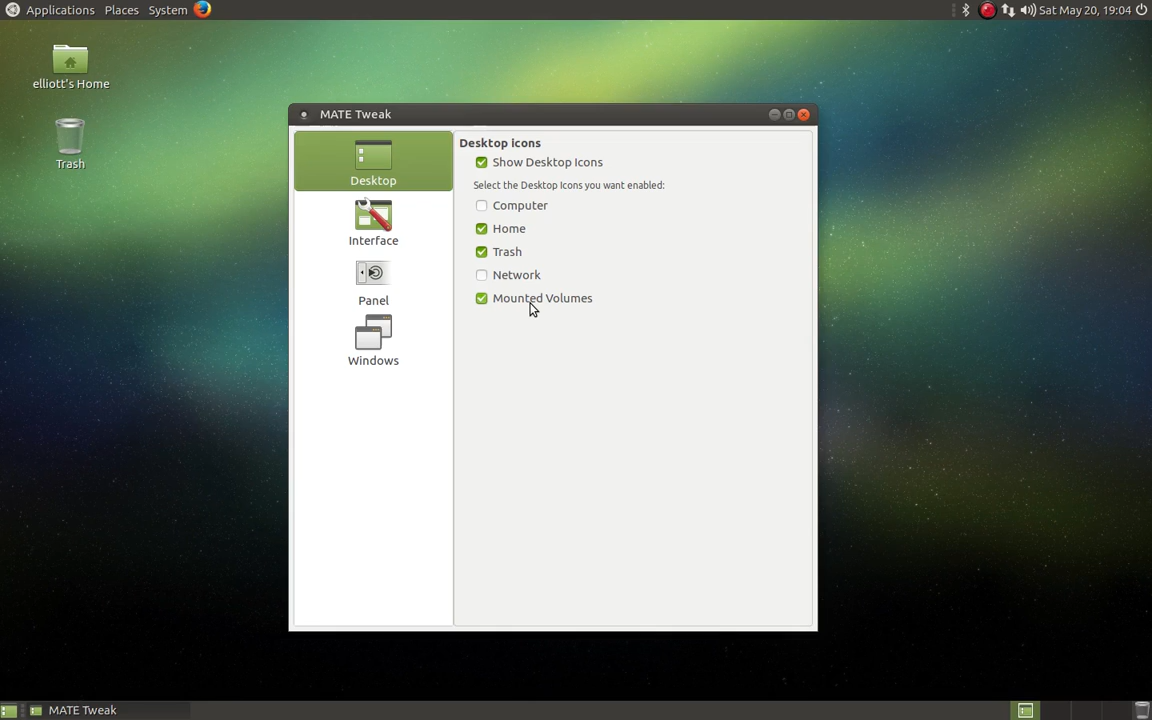 Applications Places System Sat May 20, 19:04
elliott's Home
Trash
MATE Tweak
Desktop
Interface
Panel
Windows
Desktop icons
Show Desktop Icons
Select the Desktop Icons you want enabled:
Computer
Home
Trash
Network
Mounted Volumes
MATE Tweak